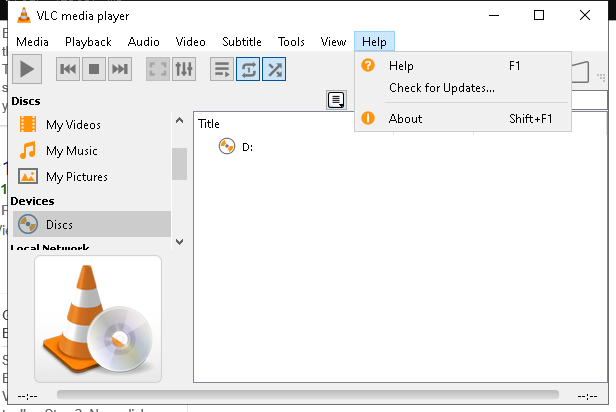 VLC media player
Media Playback Audio Video Subtitle Tools View Help
Help F1
Check for Updates...
About Shift+F1
Discs
My Videos
My Music
My Pictures
Devices
Discs
Local Network
Title
D:
--:-- --:--